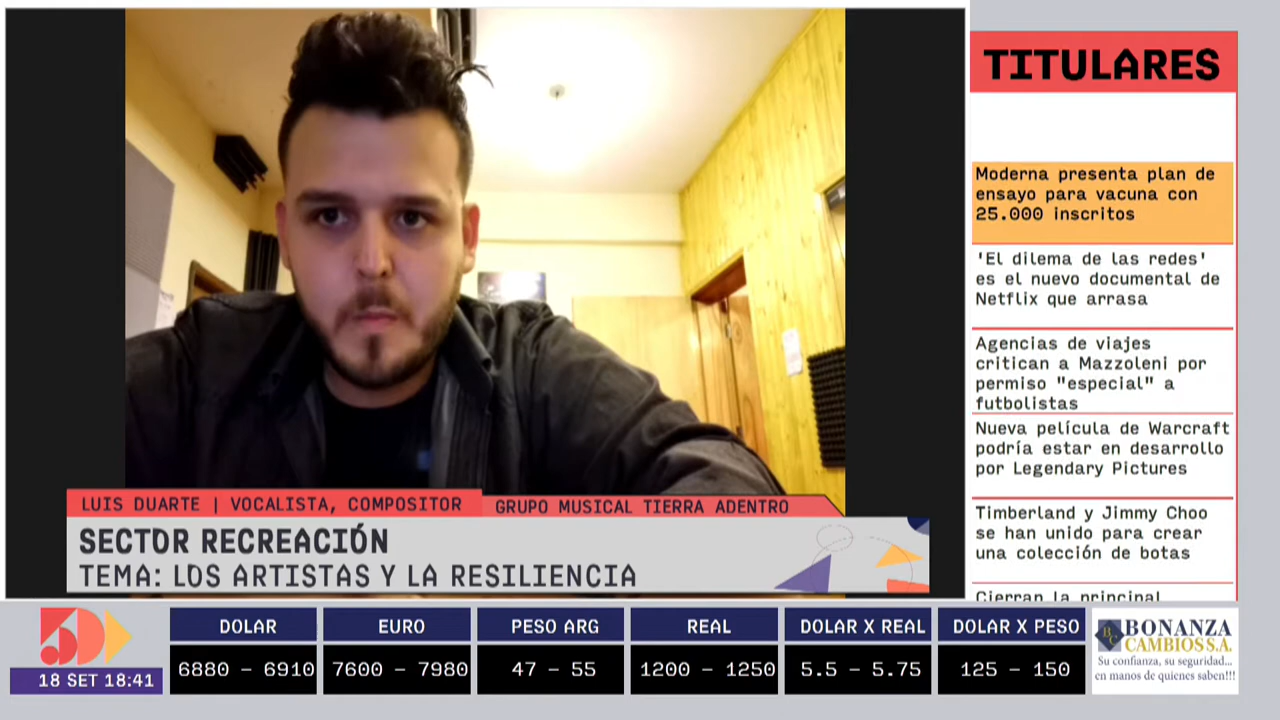 TITULARES
Moderna presenta plan de
ensayo para vacuna con
25.000 inscritos
'El dilema de las redes'
es el nuevo documental de
Netflix que arrasa
Agencias de viajes
critican a Mazzoleni por
permiso "especial" a
futbolistas
Nueva película de Warcraft
podría estar en desarrollo
por Legendary Pictures
Timberland y Jimmy Choo
se han unido para crear
una colección de botas
Cierran la principal
LUIS DUARTE | VOCALISTA, COMPOSITOR
GRUPO MUSICAL TIERRA ADENTRO
SECTOR RECREACIÓN
TEMA: LOS ARTISTAS Y LA RESILIENCIA
5D
18 SET 18:41
DOLAR
6880 - 6910
EURO
7600 - 7980
PESO ARG
47 - 55
REAL
1200 - 1250
DOLAR X REAL
5.5 - 5.75
DOLAR X PESO
125 - 150
BC
BONANZA
CAMBIOS S.A.
Su confianza, su seguridad...
en manos de quienes saben!!!